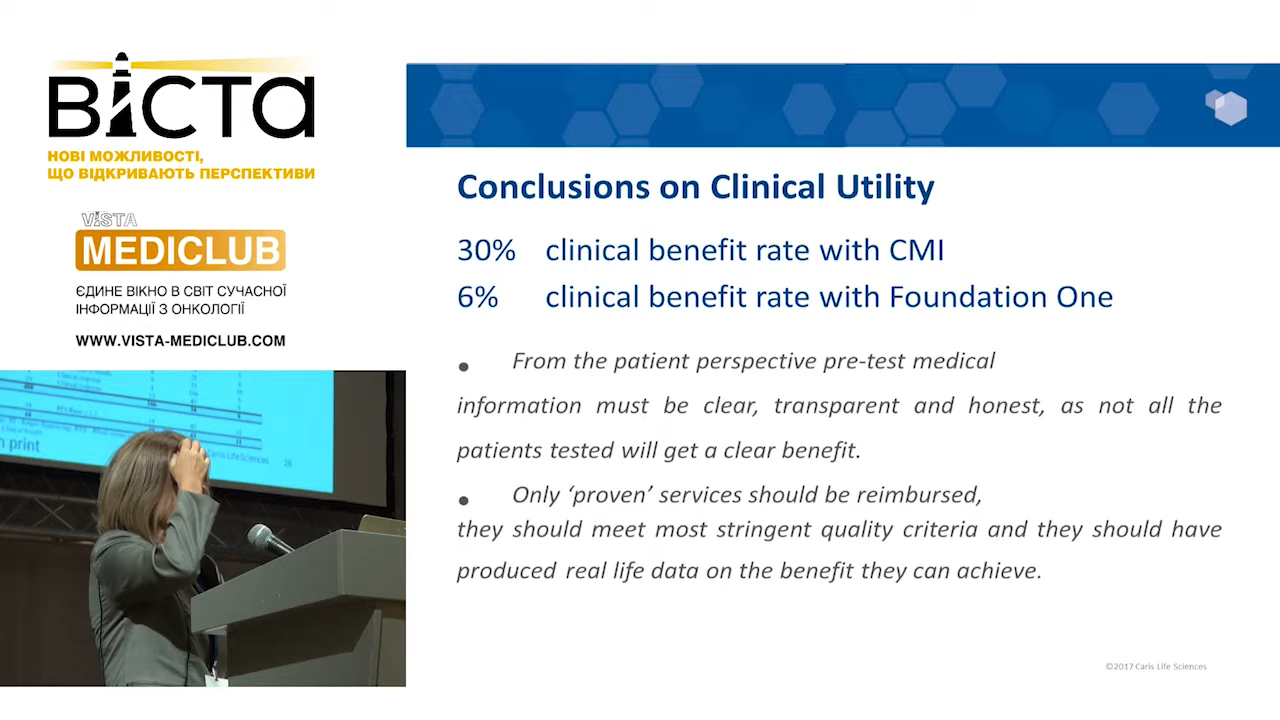 ВІСТА
НОВІ МОЖЛИВОСТІ,
ЩО ВІДКРИВАЮТЬ ПЕРСПЕКТИВИ
ViSTA
MEDICLUB
ЄДИНЕ ВІКНО В СВІТ СУЧАСНОЇ
ІНФОРМАЦІЇ З ОНКОЛОГІЇ
WWW.VISTA-MEDICLUB.COM
print
Caris LifeSciences 26
Conclusions on Clinical Utility
30% clinical benefit rate with CMI
6% clinical benefit rate with Foundation One
• From the patient perspective pre-test medical
information must be clear, transparent and honest, as not all the
patients tested will get a clear benefit.
• Only ‘proven’ services should be reimbursed,
they should meet most stringent quality criteria and they should have
produced real life data on the benefit they can achieve.
©2017 Caris Life Sciences